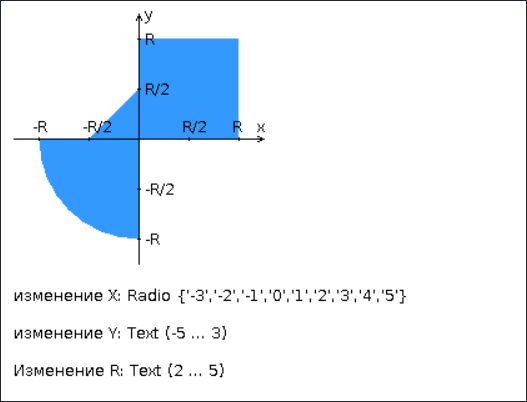 y
R
R/2
-R -R/2 R/2 R x
-R/2
-R
изменение X: Radio {'-3','-2','-1','0','1','2','3','4','5'}
изменение Y: Text (-5 ... 3)
Изменение R: Text (2 ... 5)